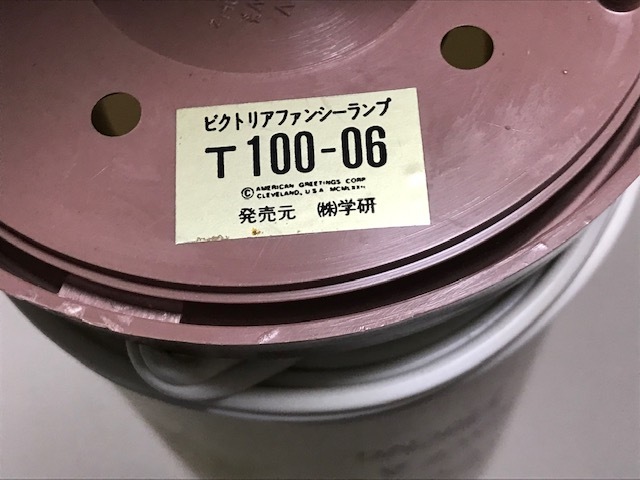 ビクトリアファンシーランプ
T100-06
© AMERICAN GREETINGS CORP
CLEVELAND, U.S.A.
発売元 ㈱学研